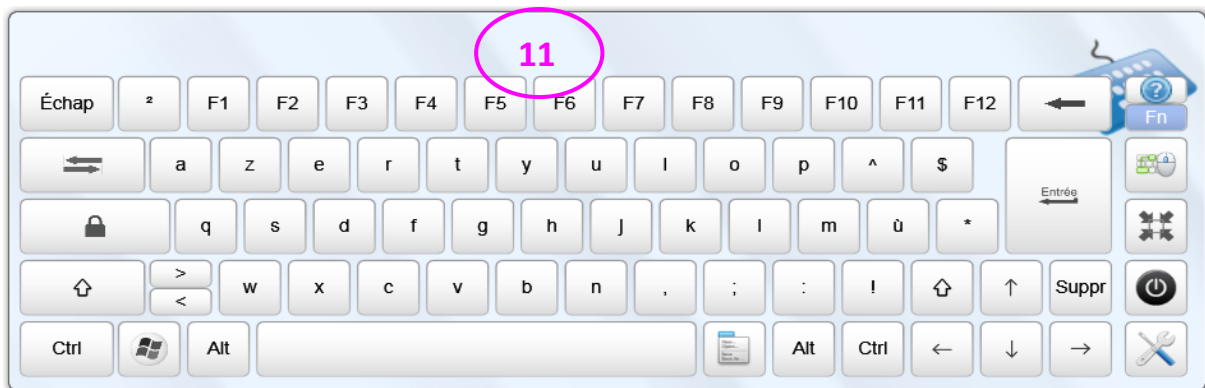 11
Échap ² F1 F2 F3 F4 F5 F6 F7 F8 F9 F10 F11 F12 Fn
a z e r t y u I o p ^ $ Entrée
q s d f g h J k l m ù *
> < w x c v b n , ; : ! Suppr
Ctrl Alt Alt Ctrl